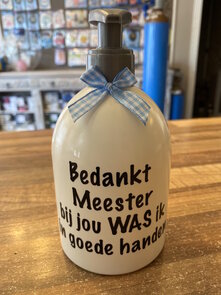 Bedankt
Meester
bij jou WAS ik
in goede handen